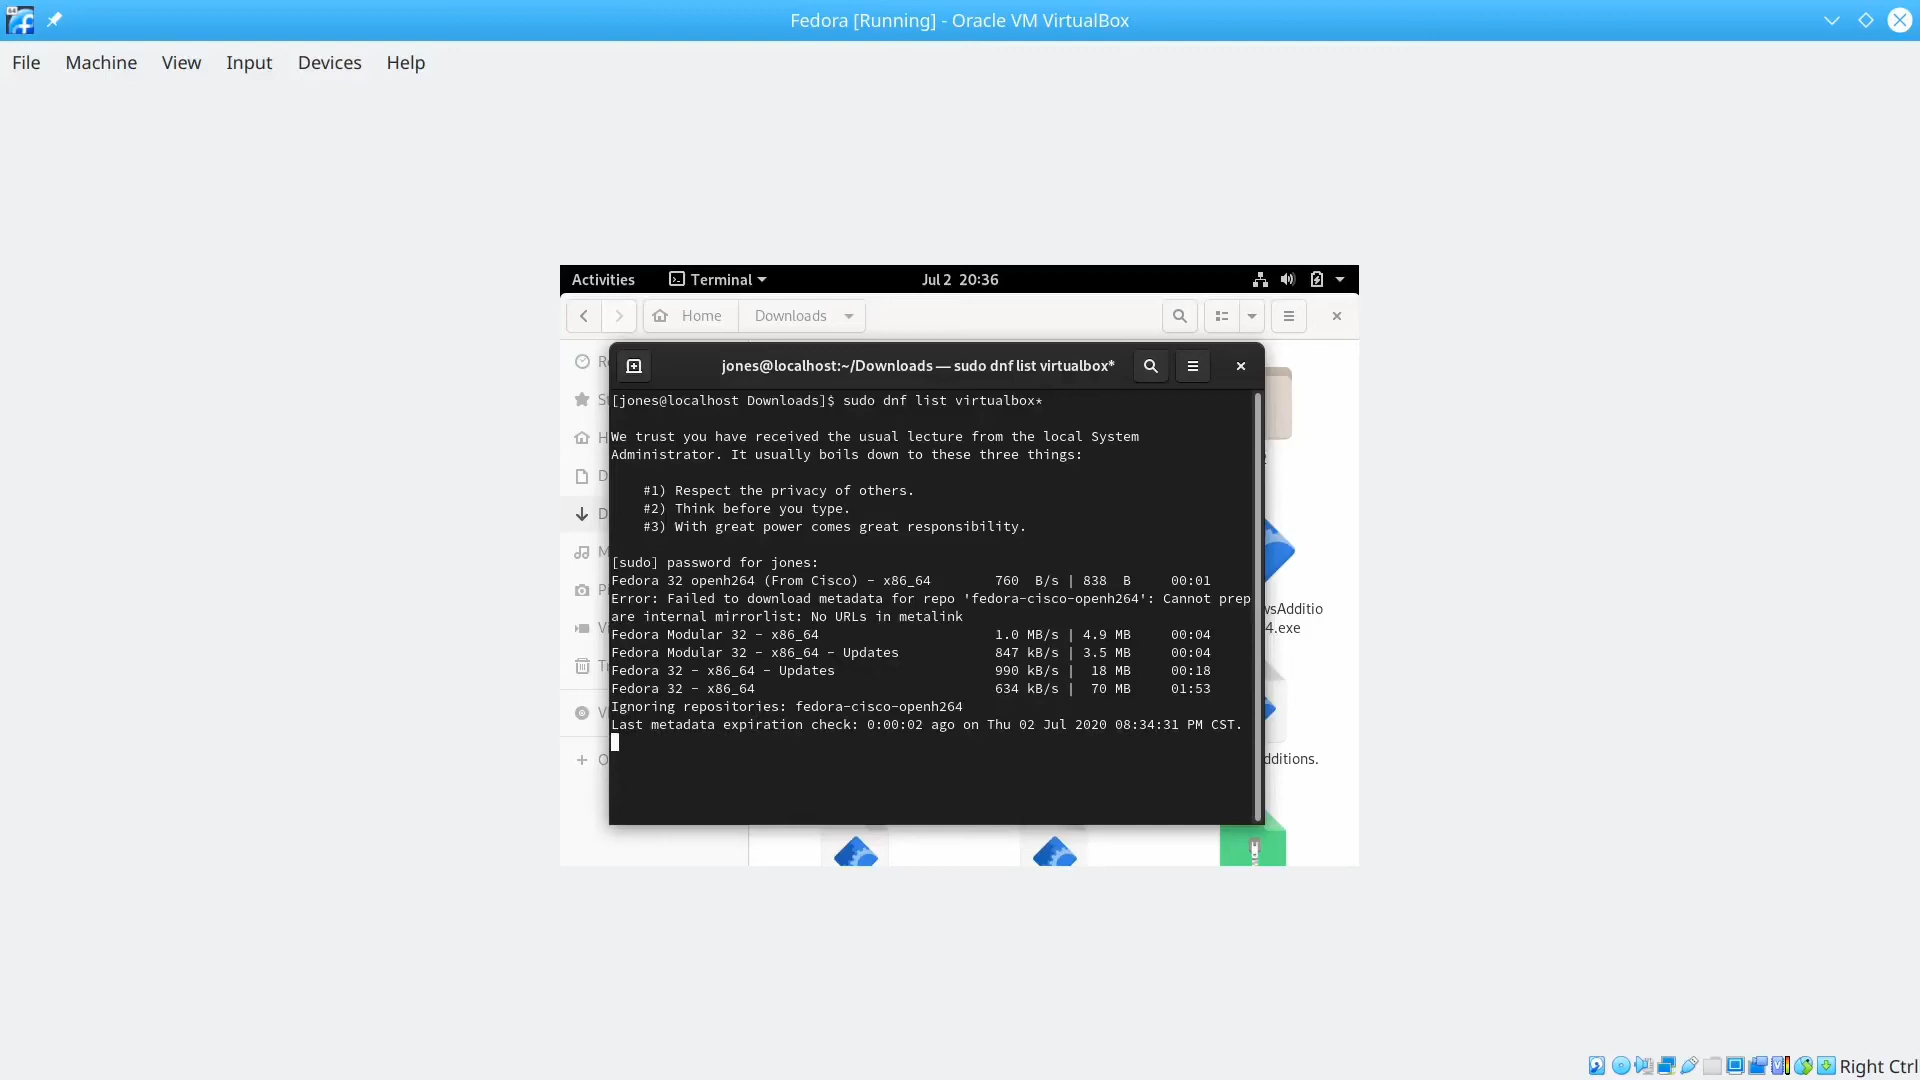 Fedora [Running] - Oracle VM VirtualBox
File Machine View Input Devices Help
Activities Terminal Jul 2 20:36
Home Downloads
jones@localhost:~/Downloads — sudo dnf list virtualbox*
[jones@localhost Downloads]$ sudo dnf list virtualbox*
We trust you have received the usual lecture from the local System
Administrator. It usually boils down to these three things:
#1) Respect the privacy of others.
#2) Think before you type.
#3) With great power comes great responsibility.
[sudo] password for jones:
Fedora 32 openh264 (From Cisco) - x86_64 760 B/s | 838 B 00:01
Error: Failed to download metadata for repo 'fedora-cisco-openh264': Cannot prep
are internal mirrorlist: No URLs in metalink
Fedora Modular 32 - x86_64 1.0 MB/s | 4.9 MB 00:04
Fedora Modular 32 - x86_64 - Updates 847 kB/s | 3.5 MB 00:04
Fedora 32 - x86_64 - Updates 990 kB/s | 18 MB 00:18
Fedora 32 - x86_64 634 kB/s | 70 MB 01:53
Ignoring repositories: fedora-cisco-openh264
Last metadata expiration check: 0:00:02 ago on Thu 02 Jul 2020 08:34:31 PM CST.
wsAdditio
4.exe
dditions.
Right Ctrl